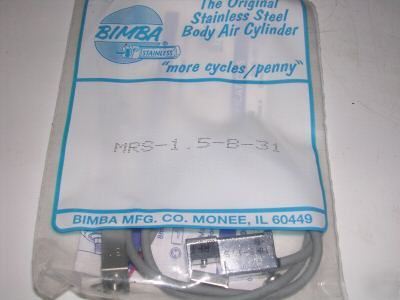 The Original
Stainless Steel
Body Air Cylinder
BIMBA
STAINLESS
"more cycles/penny"
MRS-1.5-B-31
BIMBA MFG. CO. MONEE, IL 60449